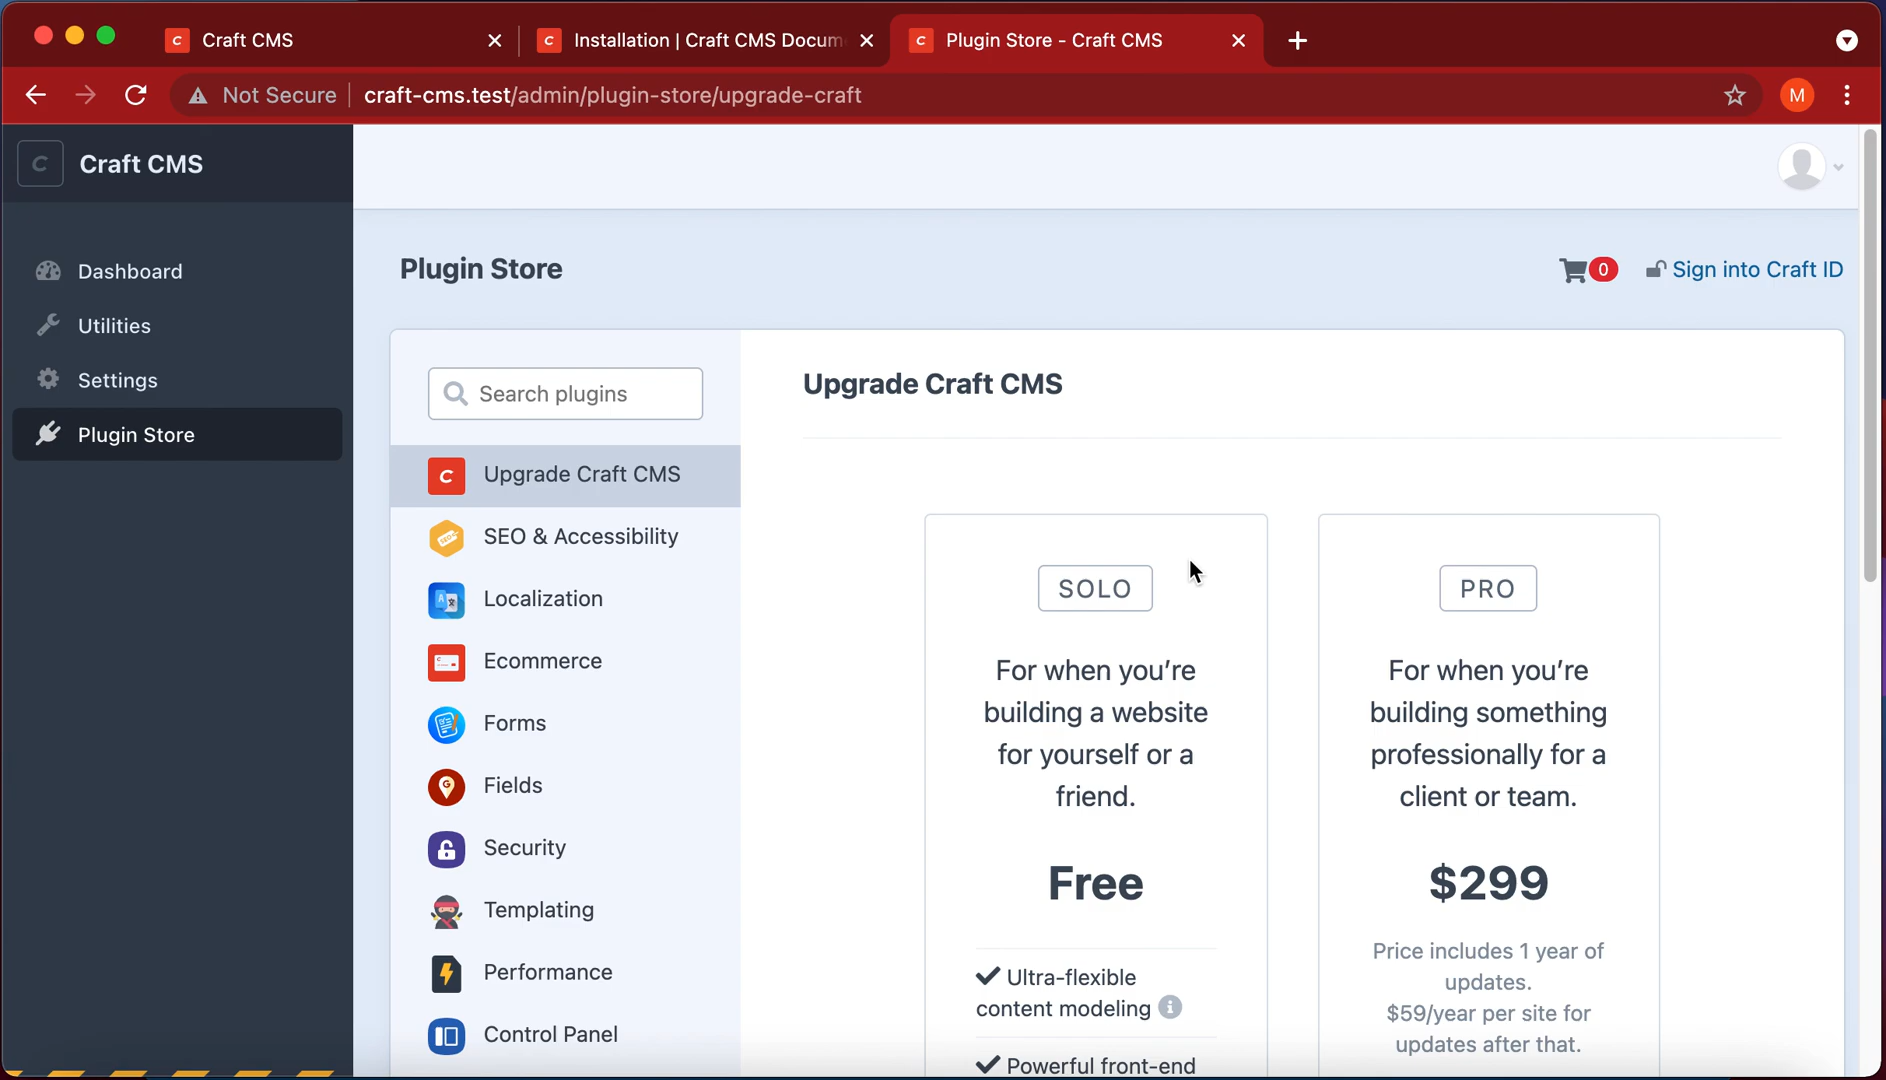 Craft CMS
Installation | Craft CMS Docum
Plugin Store - Craft CMS
Not Secure
craft-cms.test/admin/plugin-store/upgrade-craft
M
C
Craft CMS
Dashboard
Utilities
Settings
Plugin Store
Plugin Store
0
Sign into Craft ID
Search plugins
Upgrade Craft CMS
SEO & Accessibility
Localization
Ecommerce
Forms
Fields
Security
Templating
Performance
Control Panel
Upgrade Craft CMS
SOLO
For when you’re
building a website
for yourself or a
friend.
Free
Ultra-flexible
content modeling
Powerful front-end
PRO
For when you’re
building something
professionally for a
client or team.
$299
Price includes 1 year of
updates.
$59/year per site for
updates after that.